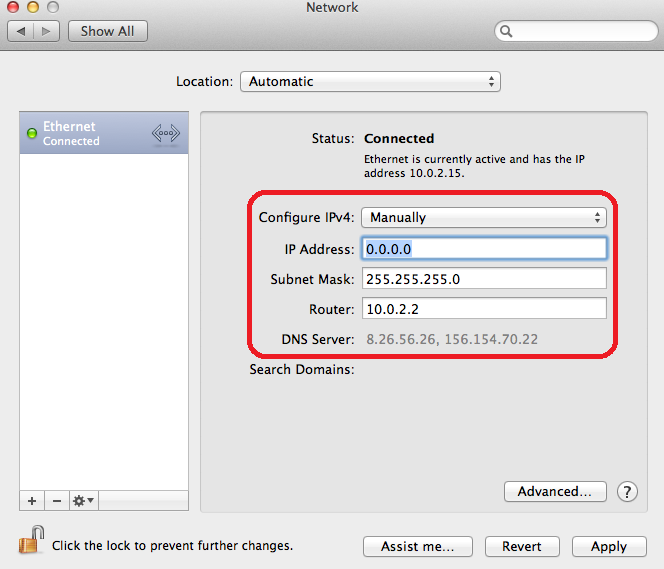 Network
Show All
Location: Automatic
Ethernet
Connected
Status: Connected
Ethernet is currently active and has the IP
address 10.0.2.15.
Configure IPv4: Manually
IP Address: 0.0.0.0
Subnet Mask: 255.255.255.0
Router: 10.0.2.2
DNS Server: 8.26.56.26, 156.154.70.22
Search Domains:
Advanced... ?
Click the lock to prevent further changes.
Assist me... Revert Apply